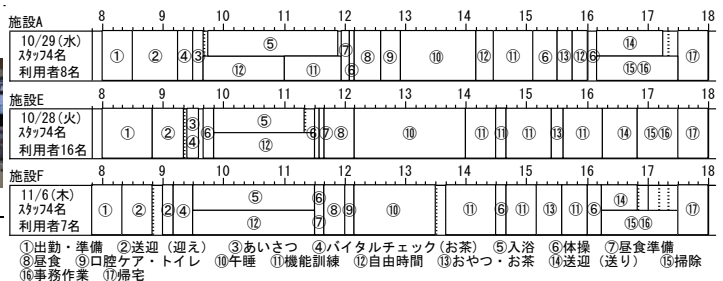 施設A
8 9 10 11 12 13 14 15 16 17 18
10/29(水)
ｽﾀｯﾌ4名
利用者8名
① ② ④ ③ ⑤ ⑦ ⑧ ⑨ ⑩ ⑫ ⑪ ⑥ ⑬ ⑫ ⑥ ⑭ ⑰
⑫ ⑪ ⑥ ⑮⑯
施設E
8 9 10 11 12 13 14 15 16 17 18
10/28(火)
ｽﾀｯﾌ4名
利用者16名
① ② ③ ⑥ ⑤ ⑥ ⑦ ⑫ ⑩ ⑪ ⑪ ⑪ ⑥ ⑪ ⑭ ⑮⑯ ⑰
④ ⑫
施設F
8 9 10 11 12 13 14 15 16 17 18
11/6(木)
ｽﾀｯﾌ4名
利用者7名
① ② ② ④ ⑤ ⑥ ⑧ ⑨ ⑩ ⑪ ⑥ ⑪ ⑬ ⑪ ⑥ ⑭ ⑰
⑫ ⑦ ⑮⑯
①出勤・準備 ②送迎（迎え） ③あいさつ ④バイタルチェック(お茶) ⑤入浴 ⑥体操 ⑦昼食準備
⑧昼食 ⑨口腔ケア・トイレ ⑩午睡 ⑪機能訓練 ⑫自由時間 ⑬おやつ・お茶 ⑭送迎（送り） ⑮掃除
⑯事務作業 ⑰帰宅